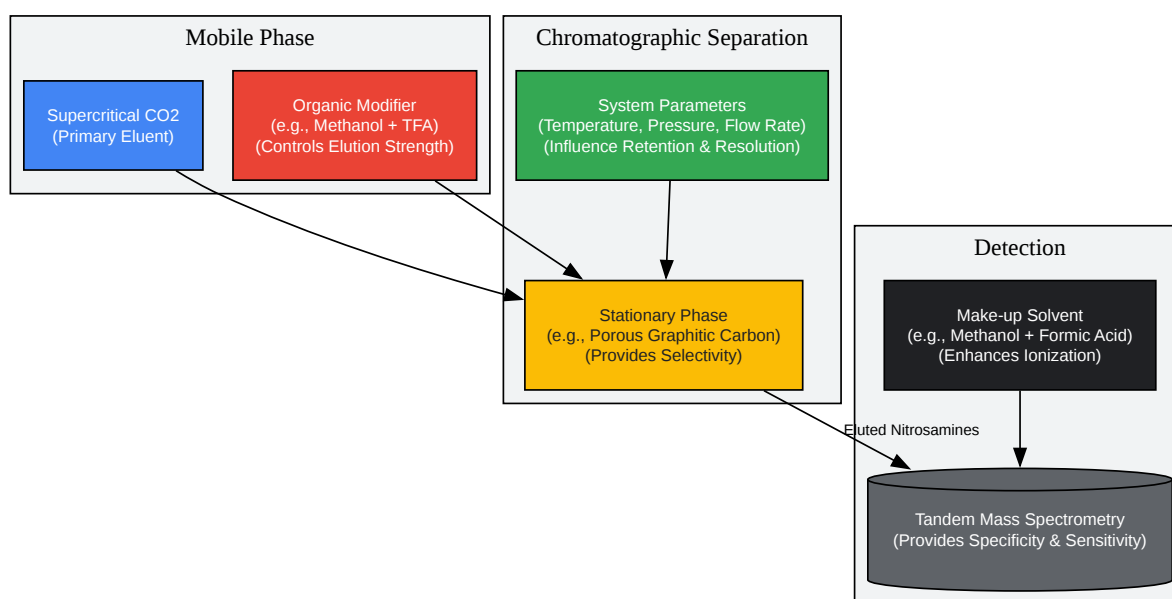 Mobile Phase
Supercritical CO2
(Primary Eluent)
Organic Modifier
(e.g., Methanol + TFA)
(Controls Elution Strength)
Chromatographic Separation
System Parameters
(Temperature, Pressure, Flow Rate)
(Influence Retention & Resolution)
Stationary Phase
(e.g., Porous Graphitic Carbon)
(Provides Selectivity)
Detection
Make-up Solvent
(e.g., Methanol + Formic Acid)
(Enhances Ionization)
Eluted Nitrosamines
Tandem Mass Spectrometry
(Provides Specificity & Sensitivity)